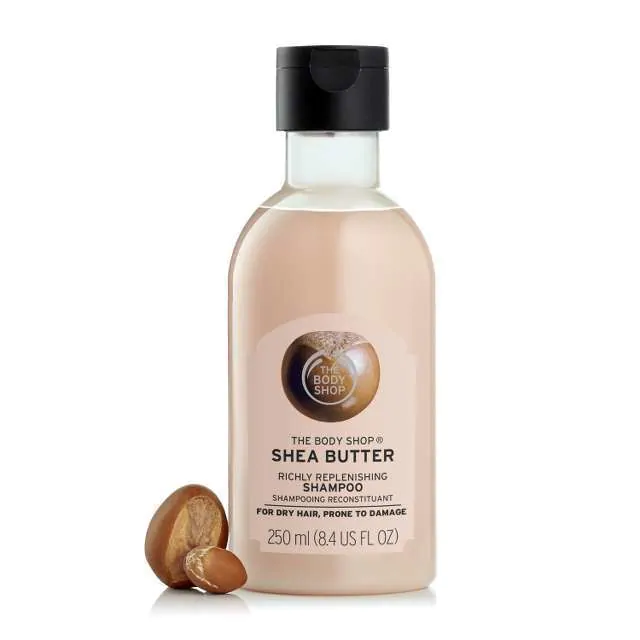 THE
BODY
SHOP
THE BODY SHOP®
SHEA BUTTER
RICHLY REPLENISHING
SHAMPOO
SHAMPOOING RECONSTITUANT
FOR DRY HAIR, PRONE TO DAMAGE
250 ml (8.4 US FL OZ)